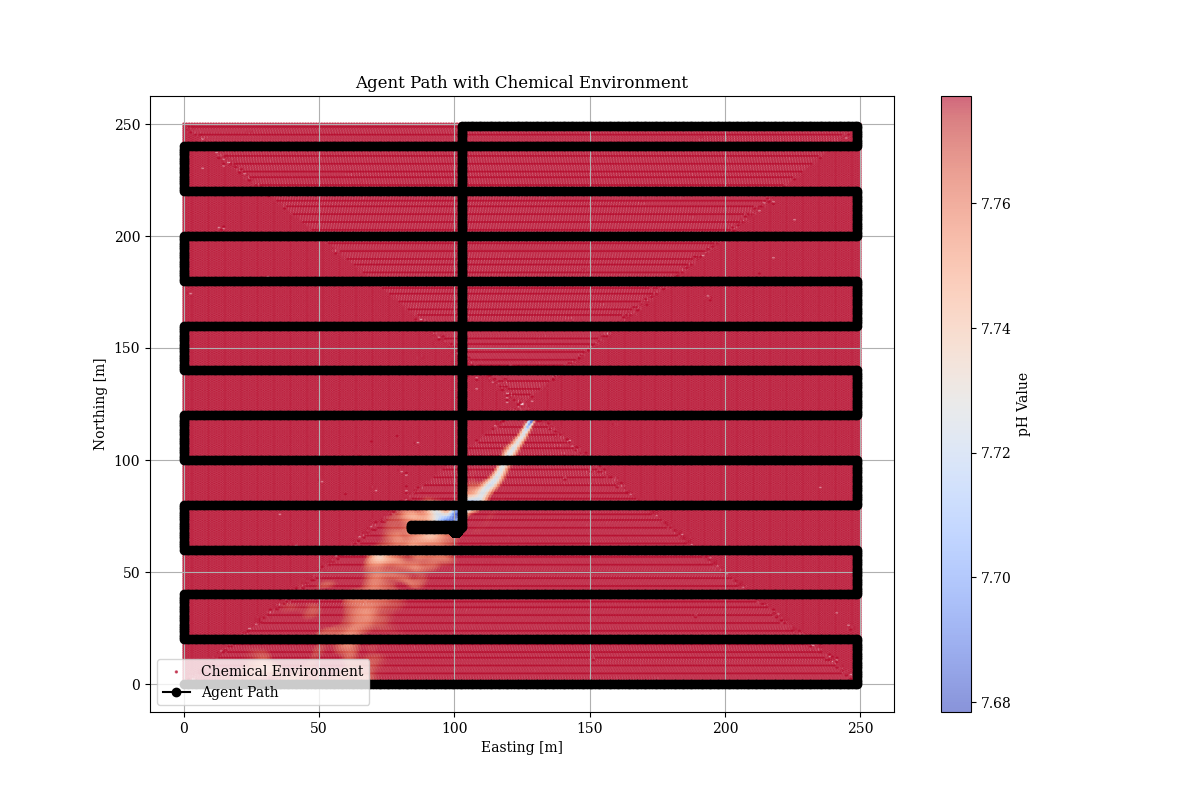 Agent Path with Chemical Environment
250
200
150
100
50
0
Northing [m]
0 50 100 150 200 250
Easting [m]
Chemical Environment
Agent Path
7.76
7.74
7.72
7.70
7.68
pH Value